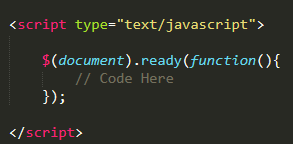 <script type="text/javascript">
$(document).ready(function(){
// Code Here
});
</script>